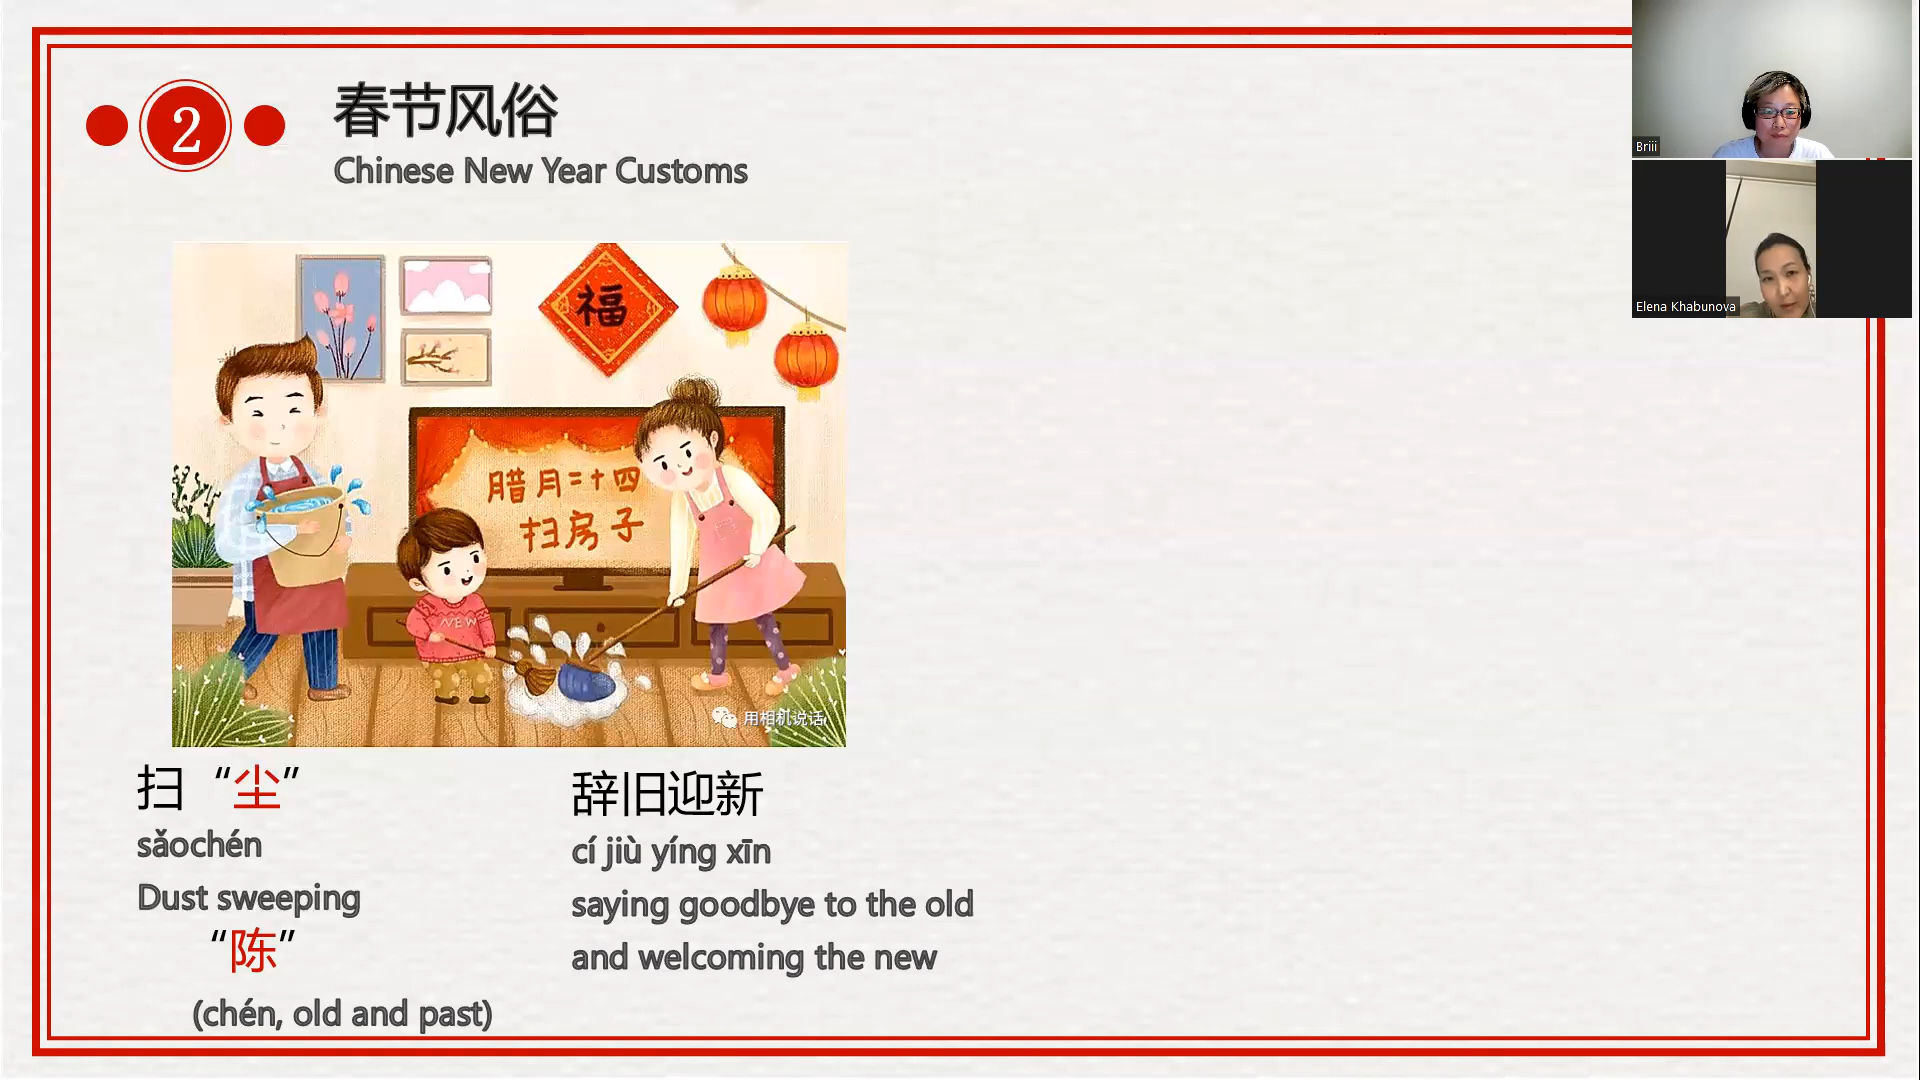 2
春节风俗
Chinese New Year Customs
Briii
Elena Khabunova
福
腊月二十四
扫房子
NEW
用相机说话
扫“尘”
sǎochén
Dust sweeping
“陈”
(chén, old and past)
辞旧迎新
cí jiù yíng xīn
saying goodbye to the old
and welcoming the new